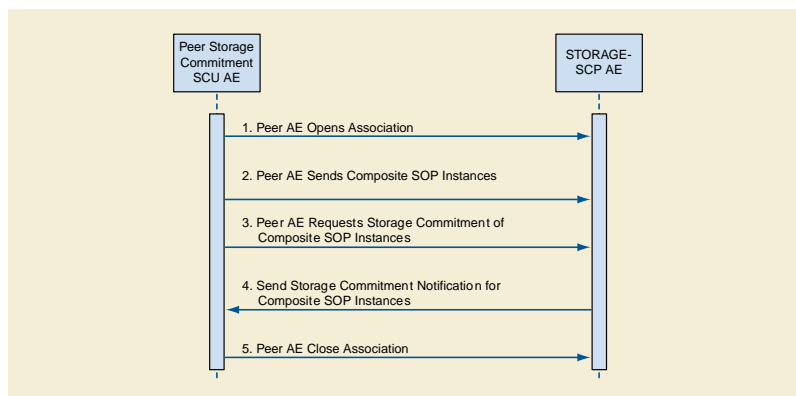 Peer Storage
Commitment
SCU AE
STORAGE-
SCP AE
1. Peer AE Opens Association
2. Peer AE Sends Composite SOP Instances
3. Peer AE Requests Storage Commitment of
Composite SOP Instances
4. Send Storage Commitment Notification for
Composite SOP Instances
5. Peer AE Close Association